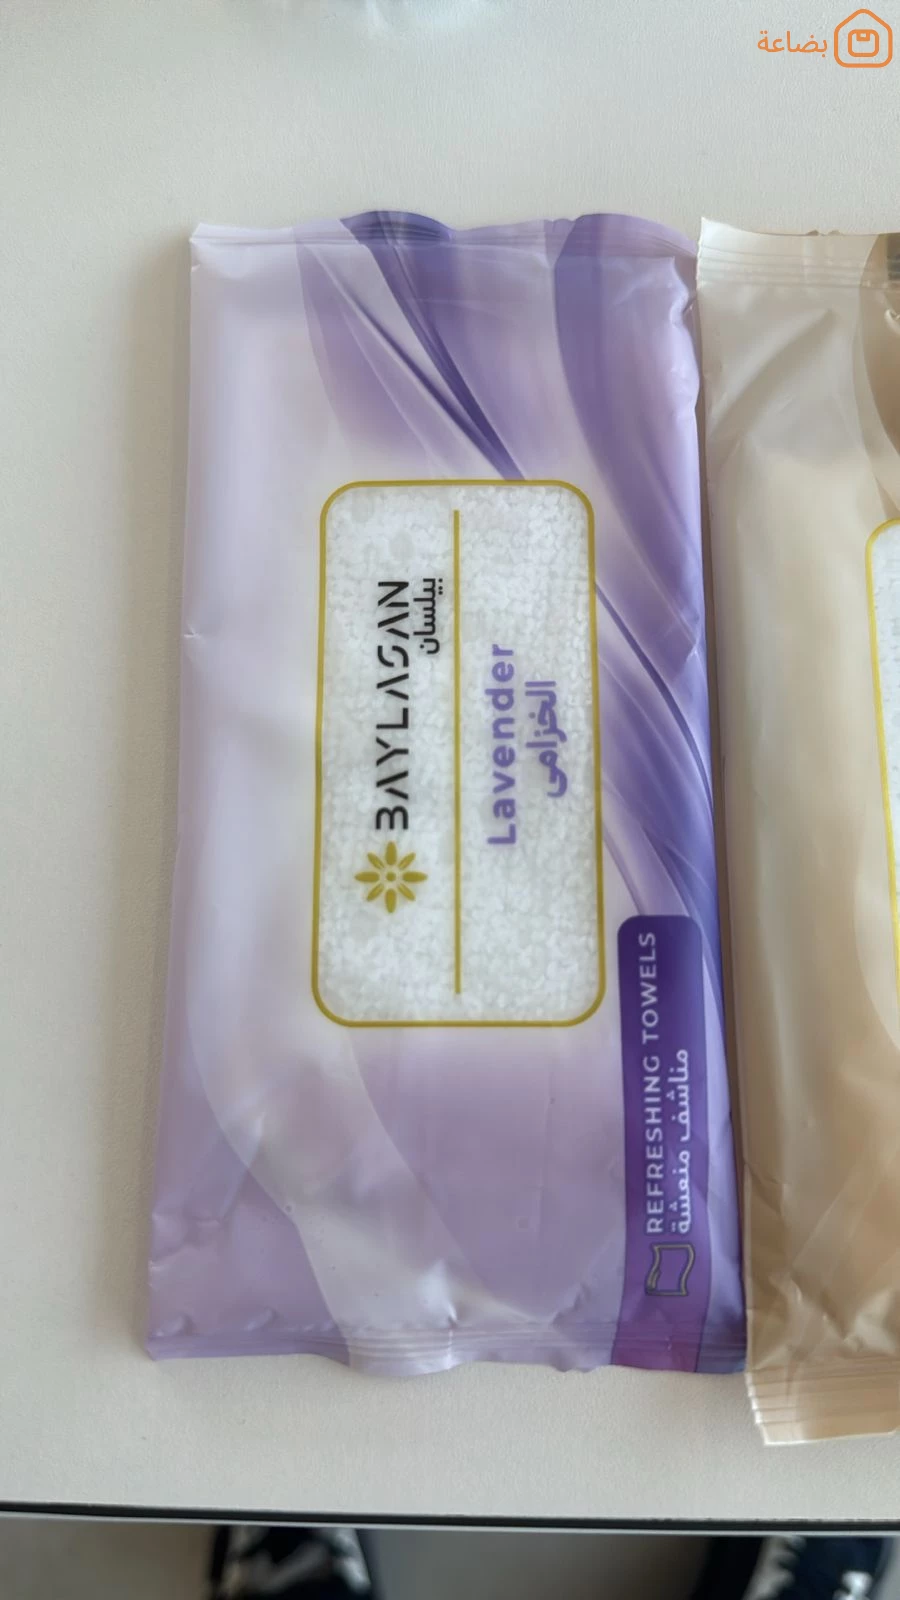 بضاعة
BAYLASAN
بيلسان
Lavender
الخزامى
REFRESHING TOWELS
مناشف منعشة